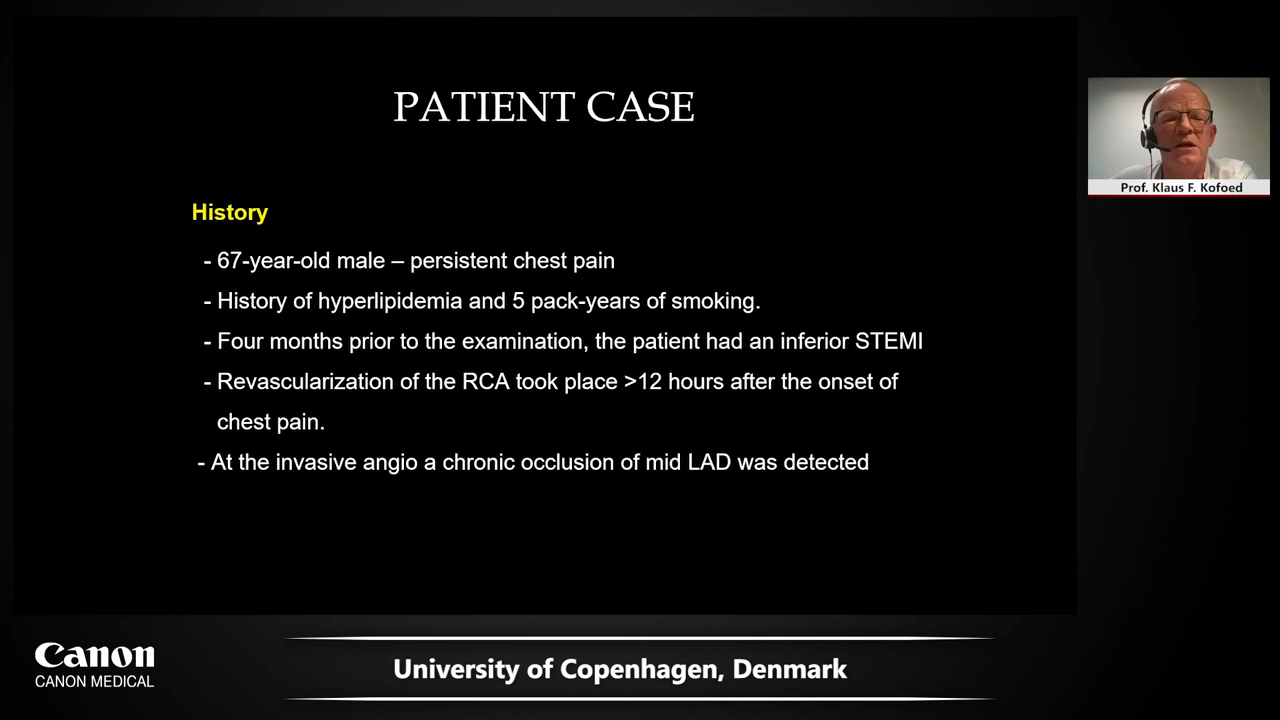 PATIENT CASE
Prof. Klaus F. Kofoed
History
- 67-year-old male – persistent chest pain
- History of hyperlipidemia and 5 pack-years of smoking.
- Four months prior to the examination, the patient had an inferior STEMI
- Revascularization of the RCA took place >12 hours after the onset of
chest pain.
- At the invasive angio a chronic occlusion of mid LAD was detected
Canon
CANON MEDICAL
University of Copenhagen, Denmark